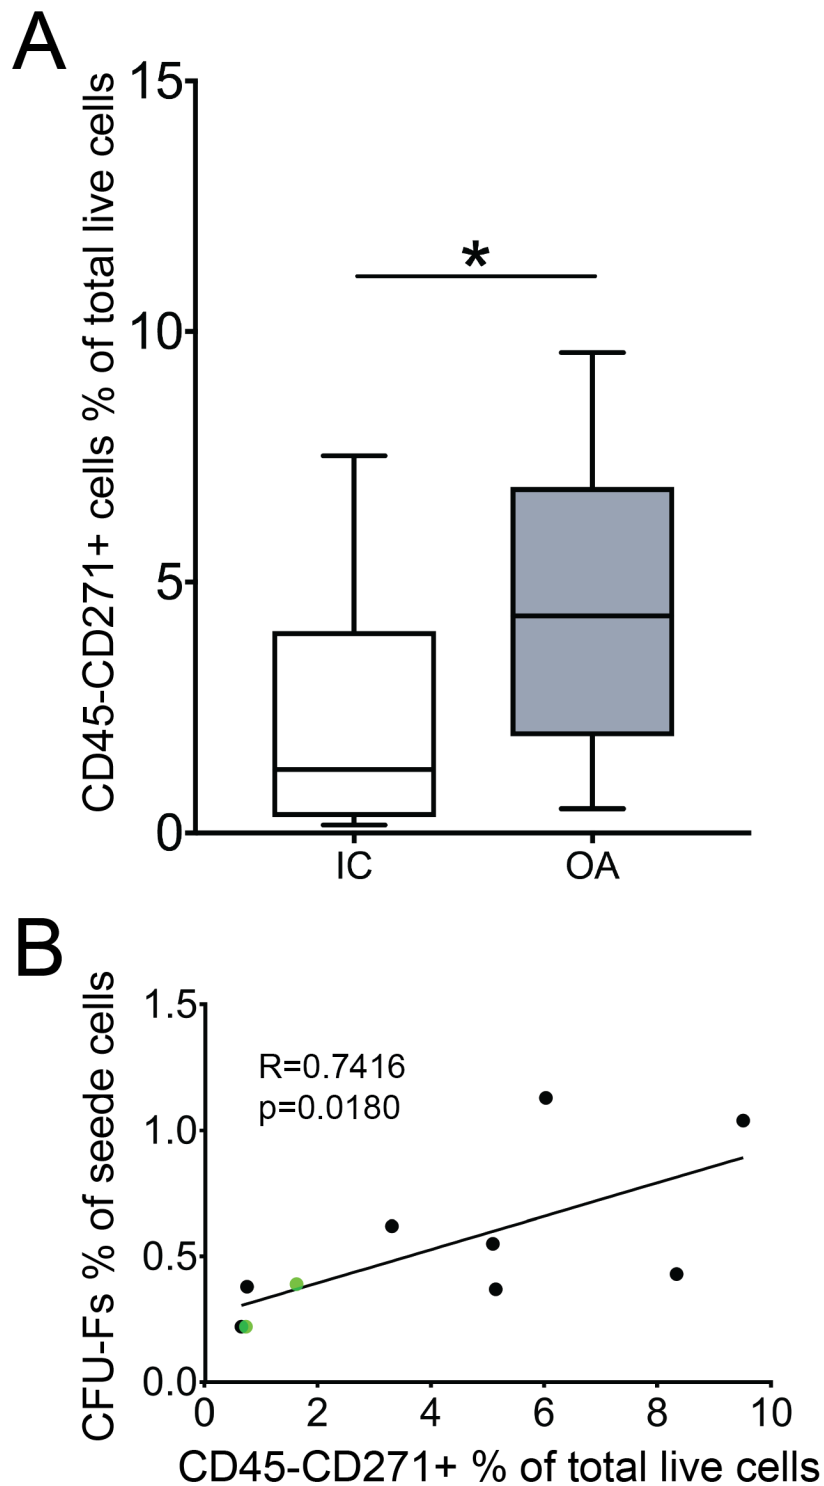 A
CD45-CD271+ cells % of total live cells
15
10
5
0
*
IC
OA
B
CFU-Fs % of seede cells
1.5
1.0
0.5
0.0
R=0.7416
p=0.0180
0 2 4 6 8 10
CD45-CD271+ % of total live cells